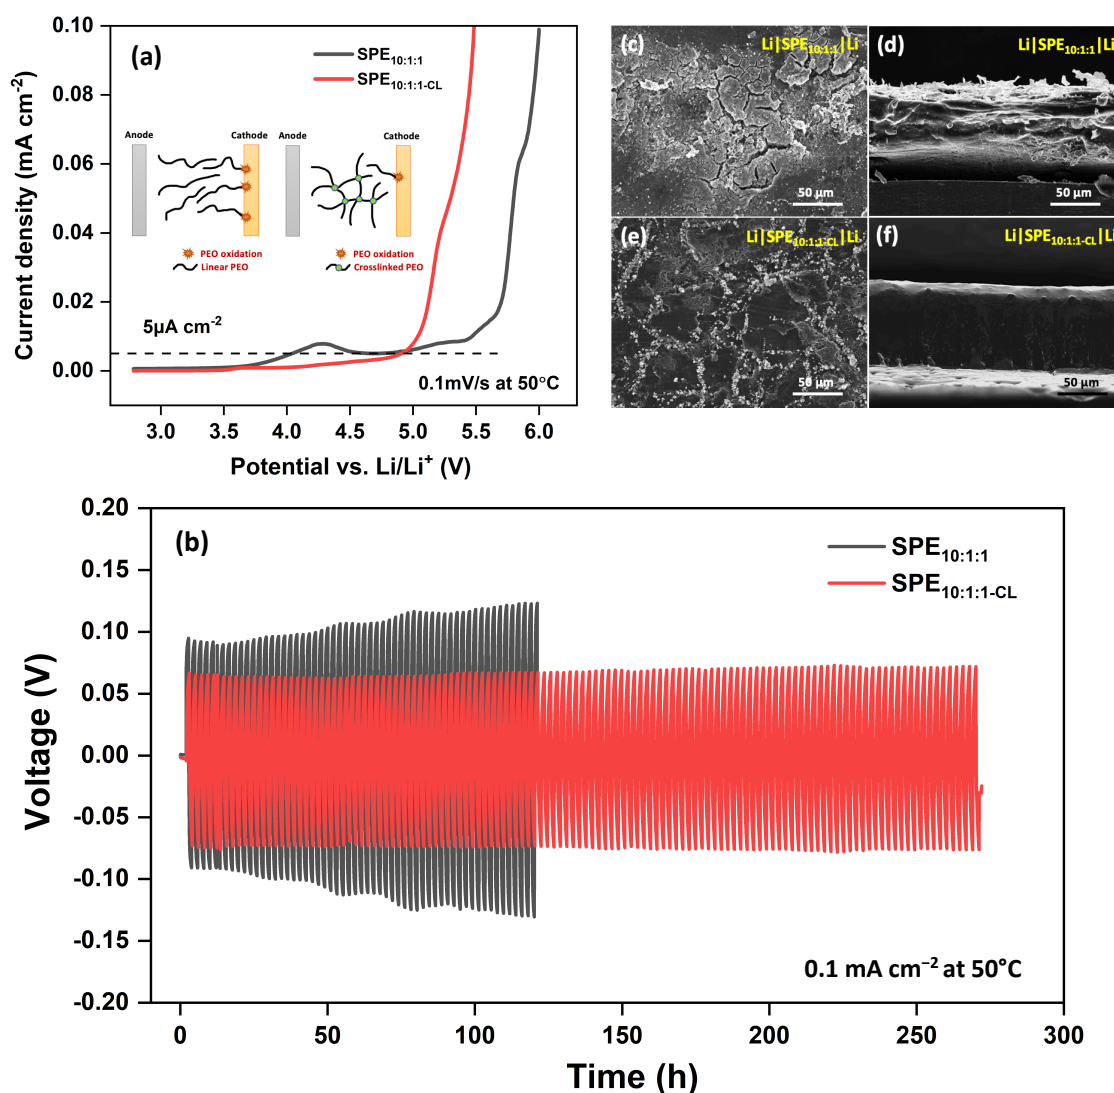 (a)
SPE10:1:1
SPE10:1:1-CL
Anode
Cathode
Anode
Cathode
PEO oxidation
Linear PEO
PEO oxidation
Crosslinked PEO
5μA cm-2
0.1mV/s at 50°C
0.10
0.08
0.06
0.04
0.02
0.00
Current density (mA cm-2)
3.0 3.5 4.0 4.5 5.0 5.5 6.0
Potential vs. Li/Li+ (V)
(c)
Li|SPE10:1:1|Li
50 μm
(d)
Li|SPE10:1:1|Li
50 μm
(e)
Li|SPE10:1:1-CL|Li
50 μm
(f)
Li|SPE10:1:1-CL|Li
50 μm
(b)
SPE10:1:1
SPE10:1:1-CL
0.20
0.15
0.10
0.05
0.00
-0.05
-0.10
-0.15
-0.20
Voltage (V)
0.1 mA cm−2 at 50°C
0 50 100 150 200 250 300
Time (h)